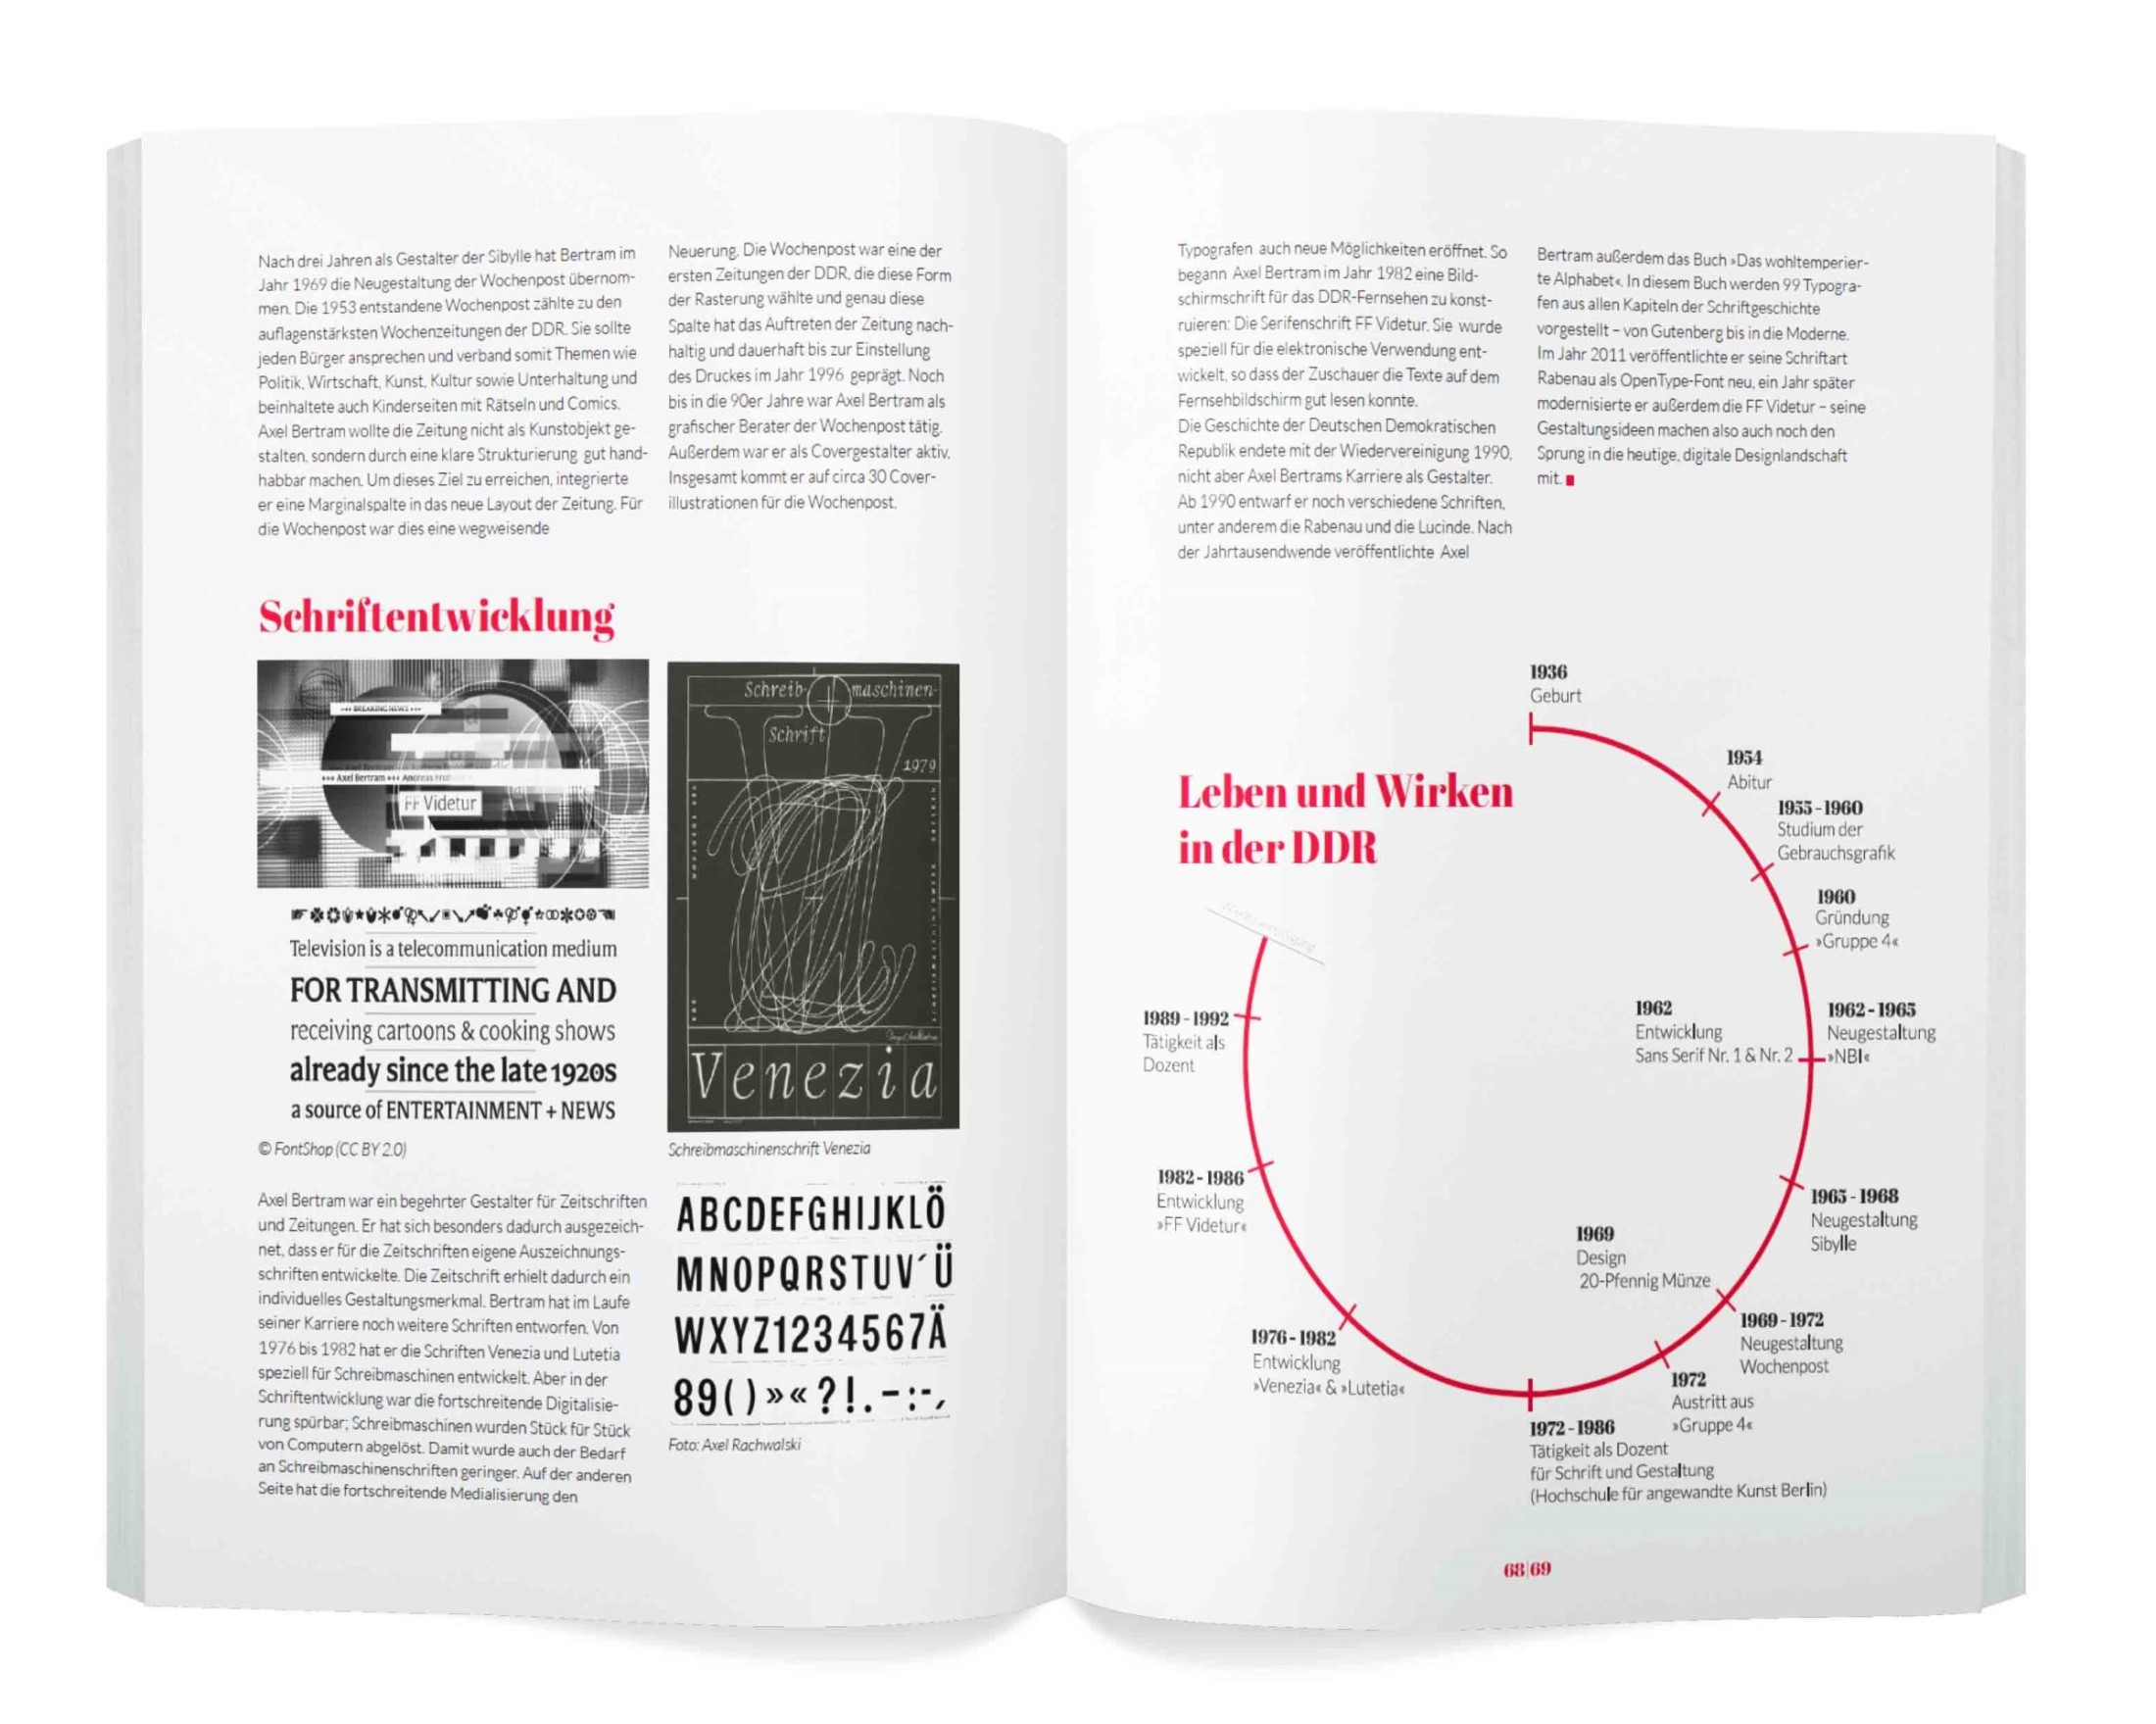 Nach drei Jahren als Gestalter der Sibylle hat Bertram im
Jahr 1969 die Neugestaltung der Wochenpost übernom-
men. Die 1953 entstandene Wochenpost zählte zu den
auflagenstärksten Wochenzeitungen der DDR. Sie sollte
jeden Bürger ansprechen und verband somit Themen wie
Politik, Wirtschaft, Kunst, Kultur sowie Unterhaltung und
beinhaltete auch Kinderseiten mit Rätseln und Comics.
Axel Bertram wollte die Zeitung nicht als Kunstobjekt ge-
stalten, sondern durch eine klare Strukturierung gut hand-
habbar machen. Um dieses Ziel zu erreichen, integrierte
er eine Marginalspalte in das neue Layout der Zeitung. Für
die Wochenpost war dies eine wegweisende
Neuerung. Die Wochenpost war eine der
ersten Zeitungen der DDR, die diese Form
der Rasterung wählte und genau diese
Spalte hat das Auftreten der Zeitung nach-
haltig und dauerhaft bis zur Einstellung
des Druckes im Jahr 1996 geprägt. Noch
bis in die 90er Jahre war Axel Bertram als
grafischer Berater der Wochenpost tätig.
Außerdem war er als Covergestalter aktiv.
Insgesamt kommt er auf circa 30 Cover-
illustrationen für die Wochenpost.
Schriftentwicklung
+++ BREAKING NEWS +++
+++ Axel Bertram +++ Andreas
FF Videtur
Television is a telecommunication medium
FOR TRANSMITTING AND
receiving cartoons & cooking shows
already since the late 1920s
a source of ENTERTAINMENT + NEWS
© FontShop (CC BY 2.0)
Schreib- maschinen-
Schrift
1979
Venezia
Schreibmaschinenschrift Venezia
Axel Bertram war ein begehrter Gestalter für Zeitschriften
und Zeitungen. Er hat sich besonders dadurch ausgezeich-
net, dass er für die Zeitschriften eigene Auszeichnungs-
schriften entwickelte. Die Zeitschrift erhielt dadurch ein
individuelles Gestaltungsmerkmal. Bertram hat im Laufe
seiner Karriere noch weitere Schriften entworfen. Von
1976 bis 1982 hat er die Schriften Venezia und Lutetia
speziell für Schreibmaschinen entwickelt. Aber in der
Schriftentwicklung war die fortschreitende Digitalisie-
rung spürbar; Schreibmaschinen wurden Stück für Stück
von Computern abgelöst. Damit wurde auch der Bedarf
an Schreibmaschinenschriften geringer. Auf der anderen
Seite hat die fortschreitende Medialisierung den
ABCDEFGHIJKLÖ
MNOPQRSTUV´Ü
WXYZ1234567Ä
89()»«?!.–:-,
Foto: Axel Rachwalski
Typografen auch neue Möglichkeiten eröffnet. So
begann Axel Bertram im Jahr 1982 eine Bild-
schirmschrift für das DDR-Fernsehen zu konst-
ruieren: Die Serifenschrift FF Videtur. Sie wurde
speziell für die elektronische Verwendung ent-
wickelt, so dass der Zuschauer die Texte auf dem
Fernsehbildschirm gut lesen konnte.
Die Geschichte der Deutschen Demokratischen
Republik endete mit der Wiedervereinigung 1990,
nicht aber Axel Bertrams Karriere als Gestalter.
Ab 1990 entwarf er noch verschiedene Schriften,
unter anderem die Rabenau und die Lucinde. Nach
der Jahrtausendwende veröffentlichte Axel
Bertram außerdem das Buch »Das wohltemperier-
te Alphabet«. In diesem Buch werden 99 Typogra-
fen aus allen Kapiteln der Schriftgeschichte
vorgestellt – von Gutenberg bis in die Moderne.
Im Jahr 2011 veröffentlichte er seine Schriftart
Rabenau als OpenType-Font neu, ein Jahr später
modernisierte er außerdem die FF Videtur – seine
Gestaltungsideen machen also auch noch den
Sprung in die heutige, digitale Designlandschaft
mit.
Leben und Wirken
in der DDR
1936
Geburt
1954
Abitur
1955-1960
Studium der
Gebrauchsgrafik
1960
Gründung
»Gruppe 4«
1962
Entwicklung
Sans Serif Nr. 1 & Nr. 2
1962-1965
Neugestaltung
»NBI«
1965-1968
Neugestaltung
Sibylle
1969
Design
20-Pfennig Münze
1969-1972
Neugestaltung
Wochenpost
1972
Austritt aus
»Gruppe 4«
1972-1986
Tätigkeit als Dozent
für Schrift und Gestaltung
(Hochschule für angewandte Kunst Berlin)
1976-1982
Entwicklung
»Venezia« & »Lutetia«
1982-1986
Entwicklung
»FF Videtur«
1989-1992
Tätigkeit als
Dozent
68|69